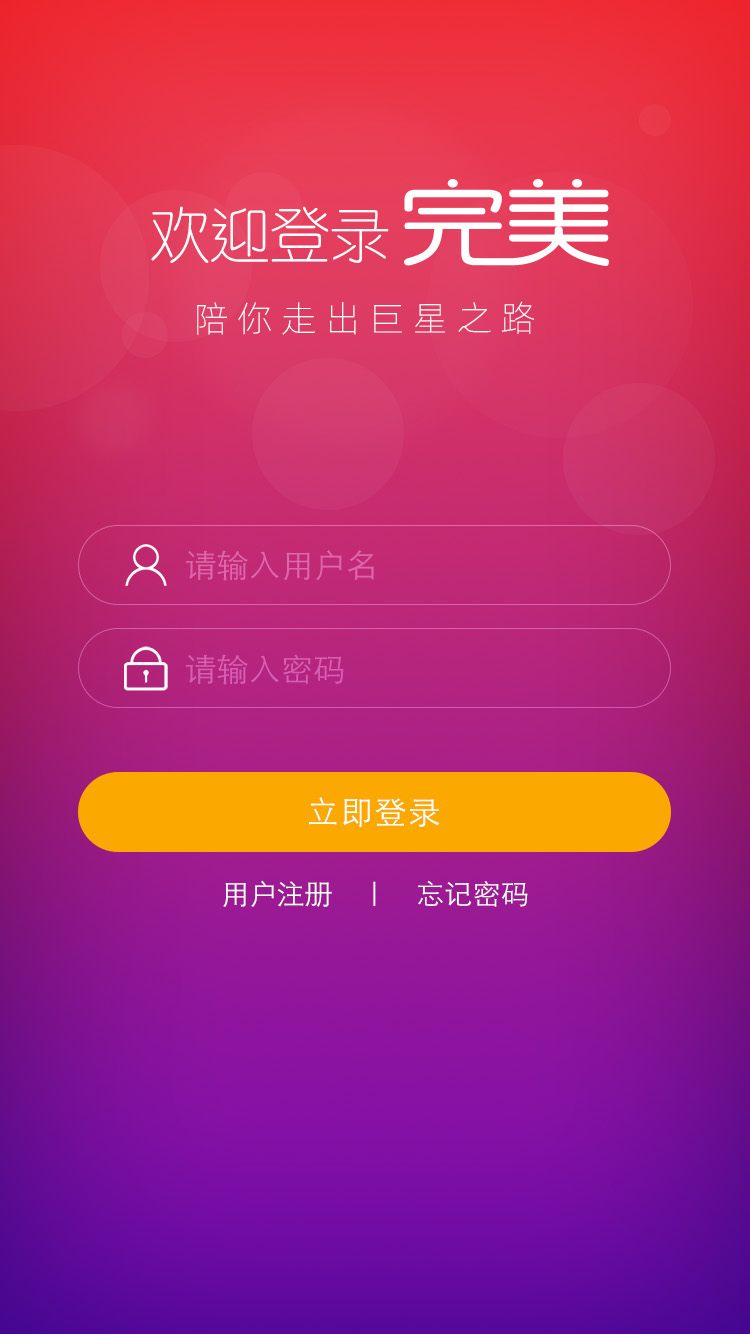 欢迎登录 完美
陪你走出巨星之路
请输入用户名
请输入密码
立即登录
用户注册 | 忘记密码